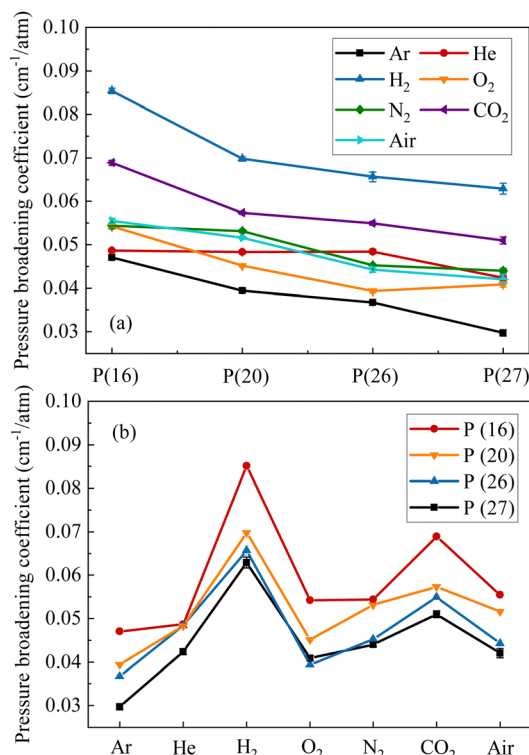 Pressure broadening coefficient (cm⁻¹/atm)
0.10
0.09
0.08
0.07
0.06
0.05
0.04
0.03
Ar He
H₂ O₂
N₂ CO₂
Air
(a)
P(16) P(20) P(26) P(27)
Pressure broadening coefficient (cm⁻¹/atm)
0.10
0.09
0.08
0.07
0.06
0.05
0.04
0.03
(b)
P (16)
P (20)
P (26)
P (27)
Ar He H₂ O₂ N₂ CO₂ Air